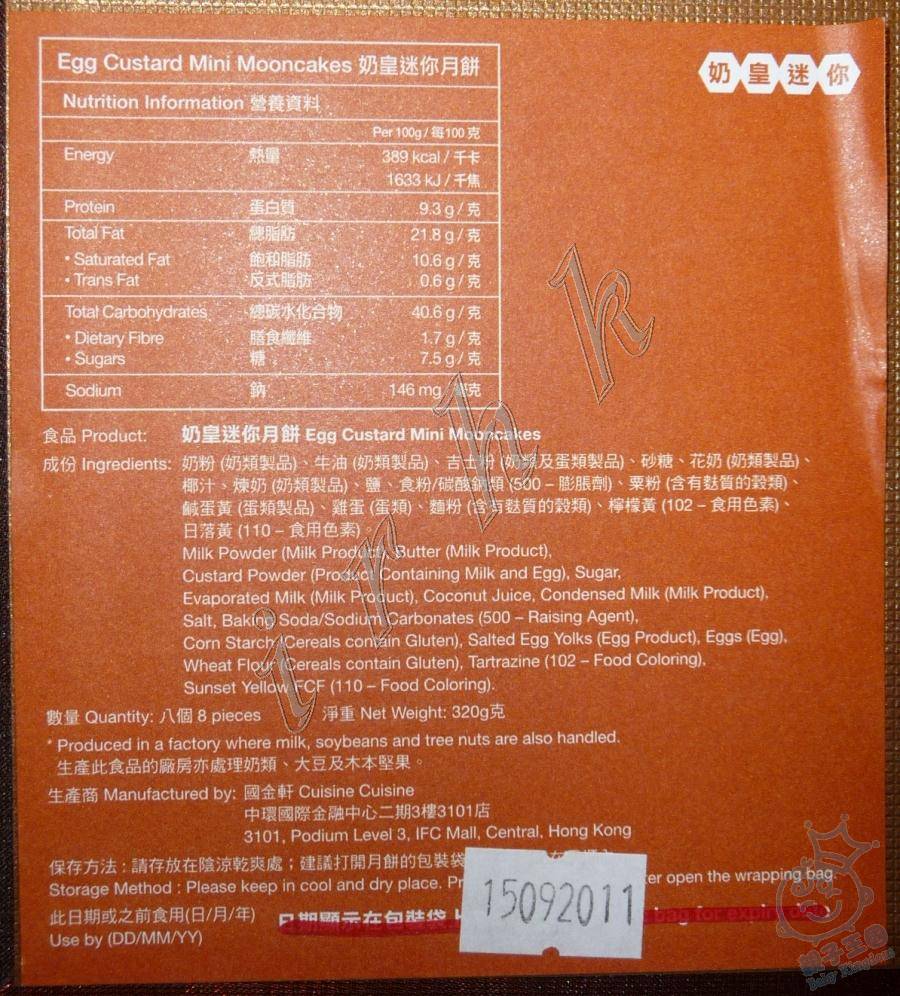 Egg Custard Mini Mooncakes 奶皇迷你月餅
奶皇迷你
Nutrition Information 營養資料
Per 100g / 每100 克
Energy 熱量 389 kcal / 千卡
1633 kJ / 千焦
Protein 蛋白質 9.3 g / 克
Total Fat 總脂肪 21.8 g / 克
• Saturated Fat 飽和脂肪 10.6 g / 克
• Trans Fat 反式脂肪 0.6 g / 克
Total Carbohydrates 總碳水化合物 40.6 g / 克
• Dietary Fibre 膳食纖維 1.7 g / 克
• Sugars 糖 7.5 g / 克
Sodium 鈉 146 mg / 毫克
食品 Product: 奶皇迷你月餅 Egg Custard Mini Mooncakes
成份 Ingredients: 奶粉 (奶類製品)、牛油 (奶類製品)、吉士粉 (奶類及蛋類製品)、砂糖、花奶 (奶類製品)、
椰汁、煉奶 (奶類製品)、鹽、食粉/碳酸鈉類 (500 – 膨脹劑)、粟粉 (含有麩質的穀類)、
鹹蛋黃 (蛋類製品)、雞蛋 (蛋類)、麵粉 (含有麩質的穀類)、檸檬黃 (102 – 食用色素)、
日落黃 (110 – 食用色素)。
Milk Powder (Milk Product), Butter (Milk Product),
Custard Powder (Product Containing Milk and Egg), Sugar,
Evaporated Milk (Milk Product), Coconut Juice, Condensed Milk (Milk Product),
Salt, Baking Soda/Sodium Carbonates (500 – Raising Agent),
Corn Starch (Cereals contain Gluten), Salted Egg Yolks (Egg Product), Eggs (Egg),
Wheat Flour (Cereals contain Gluten), Tartrazine (102 – Food Coloring),
Sunset Yellow FCF (110 – Food Coloring).
數量 Quantity: 八個 8 pieces 淨重 Net Weight: 320g克
* Produced in a factory where milk, soybeans and tree nuts are also handled.
生產此食品的廠房亦處理奶類、大豆及木本堅果。
生產商 Manufactured by: 國金軒 Cuisine Cuisine
中環國際金融中心二期3樓3101店
3101, Podium Level 3, IFC Mall, Central, Hong Kong
保存方法 : 請存放在陰涼乾爽處；建議打開月餅的包裝袋
Storage Method : Please keep in cool and dry place. open the wrapping bag.
此日期或之前食用(日/月/年) 日期顯示在包裝袋 bag for expiry
Use by (DD/MM/YY)
15092011
irhk
親子王國
Baby Kingdom